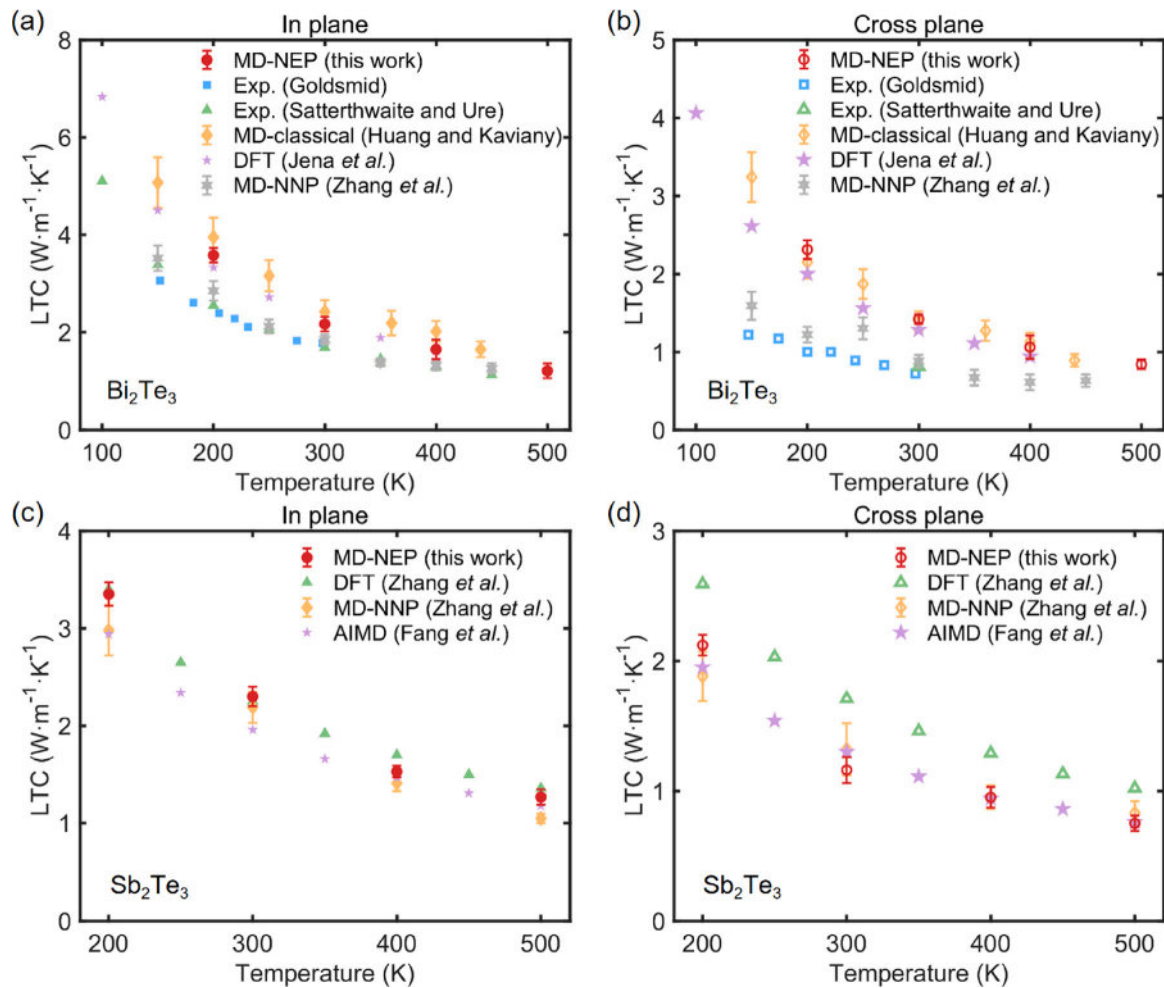 (a)
In plane
8
6
4
2
0
LTC (W·m⁻¹·K⁻¹)
MD-NEP (this work)
Exp. (Goldsmid)
Exp. (Satterthwaite and Ure)
MD-classical (Huang and Kaviany)
DFT (Jena et al.)
MD-NNP (Zhang et al.)
Bi₂Te₃
100 200 300 400 500
Temperature (K)
(b)
Cross plane
5
4
3
2
1
0
LTC (W·m⁻¹·K⁻¹)
MD-NEP (this work)
Exp. (Goldsmid)
Exp. (Satterthwaite and Ure)
MD-classical (Huang and Kaviany)
DFT (Jena et al.)
MD-NNP (Zhang et al.)
Bi₂Te₃
100 200 300 400 500
Temperature (K)
(c)
In plane
4
3
2
1
0
LTC (W·m⁻¹·K⁻¹)
MD-NEP (this work)
DFT (Zhang et al.)
MD-NNP (Zhang et al.)
AIMD (Fang et al.)
Sb₂Te₃
200 300 400 500
Temperature (K)
(d)
Cross plane
3
2
1
0
LTC (W·m⁻¹·K⁻¹)
MD-NEP (this work)
DFT (Zhang et al.)
MD-NNP (Zhang et al.)
AIMD (Fang et al.)
Sb₂Te₃
200 300 400 500
Temperature (K)